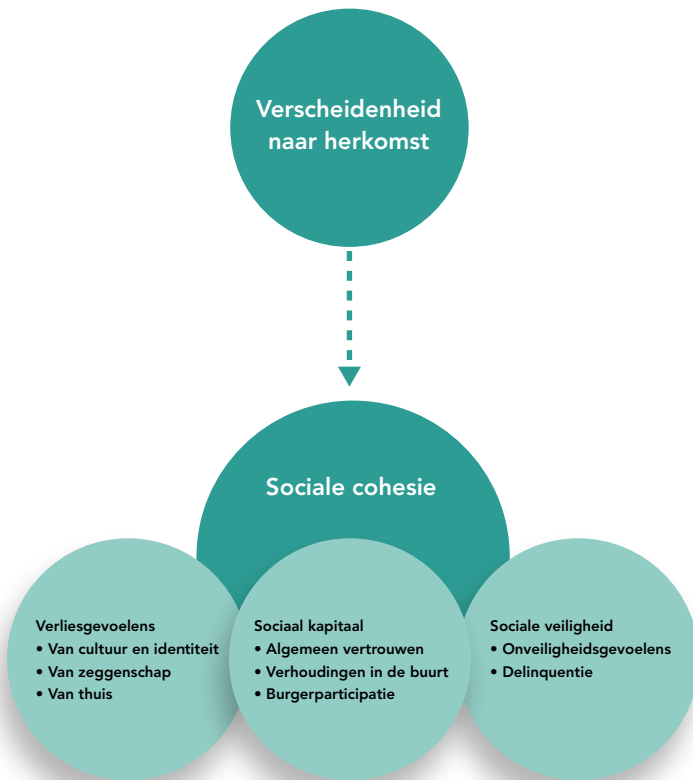 Verscheidenheid
naar herkomst
Sociale cohesie
Verliesgevoelens
• Van cultuur en identiteit
• Van zeggenschap
• Van thuis
Sociaal kapitaal
• Algemeen vertrouwen
• Verhoudingen in de buurt
• Burgerparticipatie
Sociale veiligheid
• Onveiligheidsgevoelens
• Delinquentie